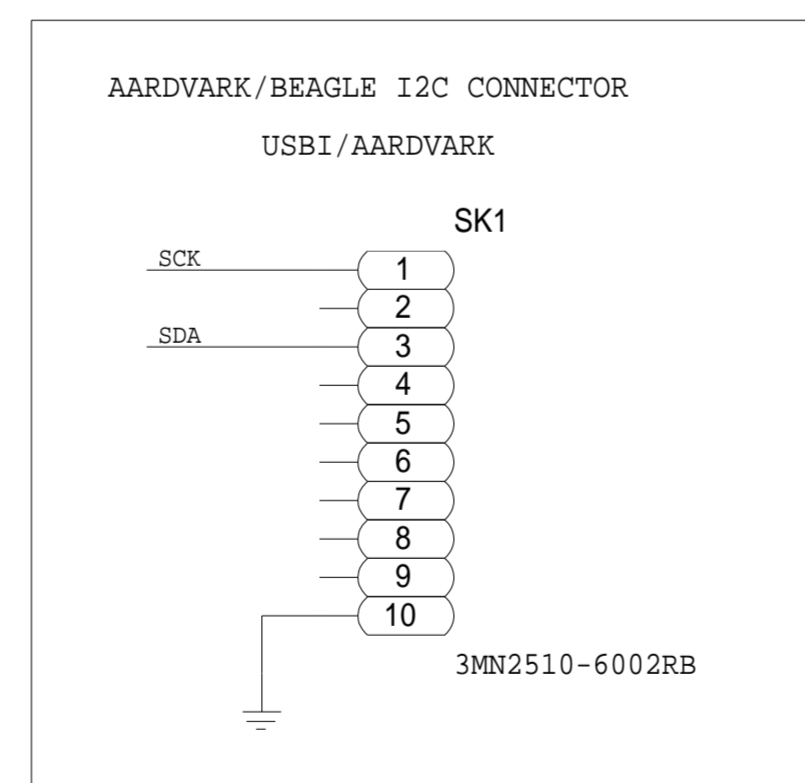 AARDVARK/BEAGLE I2C CONNECTOR
USBI/AARDVARK
SK1
SCK
1
2
SDA
3
4
5
6
7
8
9
10
3MN2510-6002RB